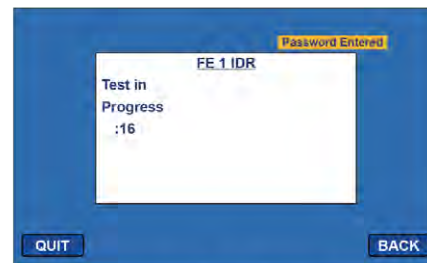 Password Entered
FE 1 IDR
Test in
Progress
:16
QUIT
BACK